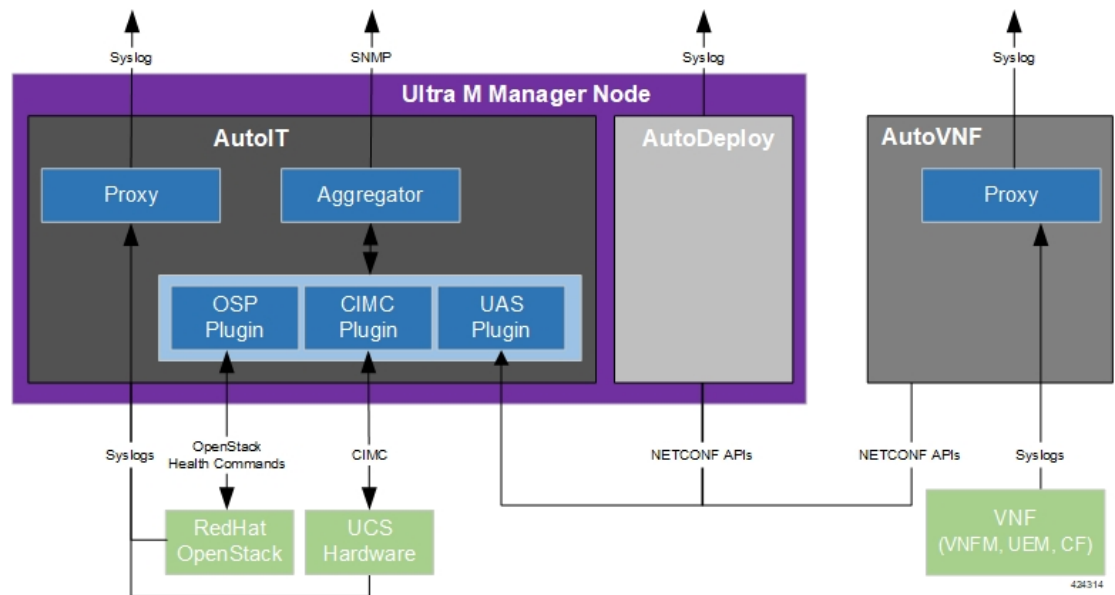 Syslog
SNMP
Syslog
Syslog
Ultra M Manager Node
AutoIT
AutoDeploy
AutoVNF
Proxy
Aggregator
Proxy
OSP
Plugin
CIMC
Plugin
UAS
Plugin
Syslogs
OpenStack
Health Commands
CIMC
NETCONF APIs
NETCONF APIs
Syslogs
RedHat
OpenStack
UCS
Hardware
VNF
(VNFM, UEM, CF)
424314